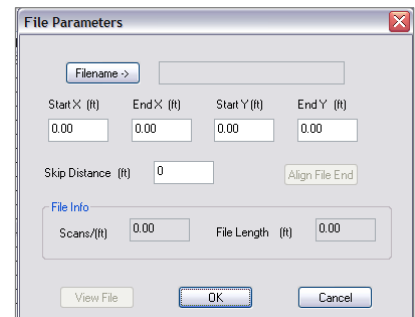 File Parameters
Filename ->
Start X (ft) End X (ft) Start Y (ft) End Y (ft)
0.00 0.00 0.00 0.00
Skip Distance (ft) 0 Align File End
File Info
Scans/(ft) 0.00 File Length (ft) 0.00
View File OK Cancel